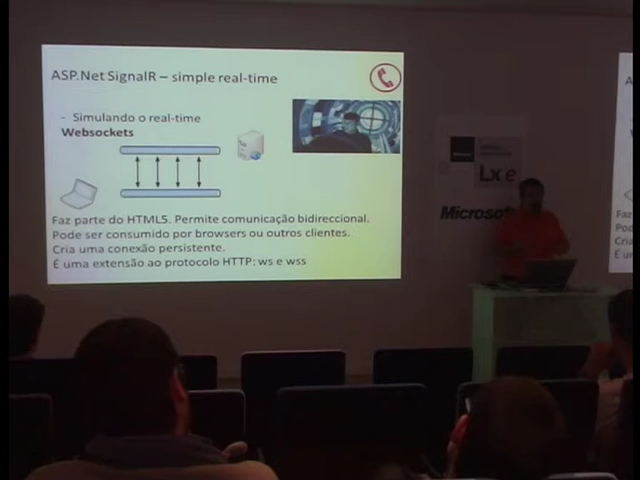 ASP.Net SignalR – simple real-time
- Simulando o real-time
Websockets
Faz parte do HTML5. Permite comunicação bidireccional.
Pode ser consumido por browsers ou outros clientes.
Cria uma conexão persistente.
É uma extensão ao protocolo HTTP: ws e wss
Microsoft